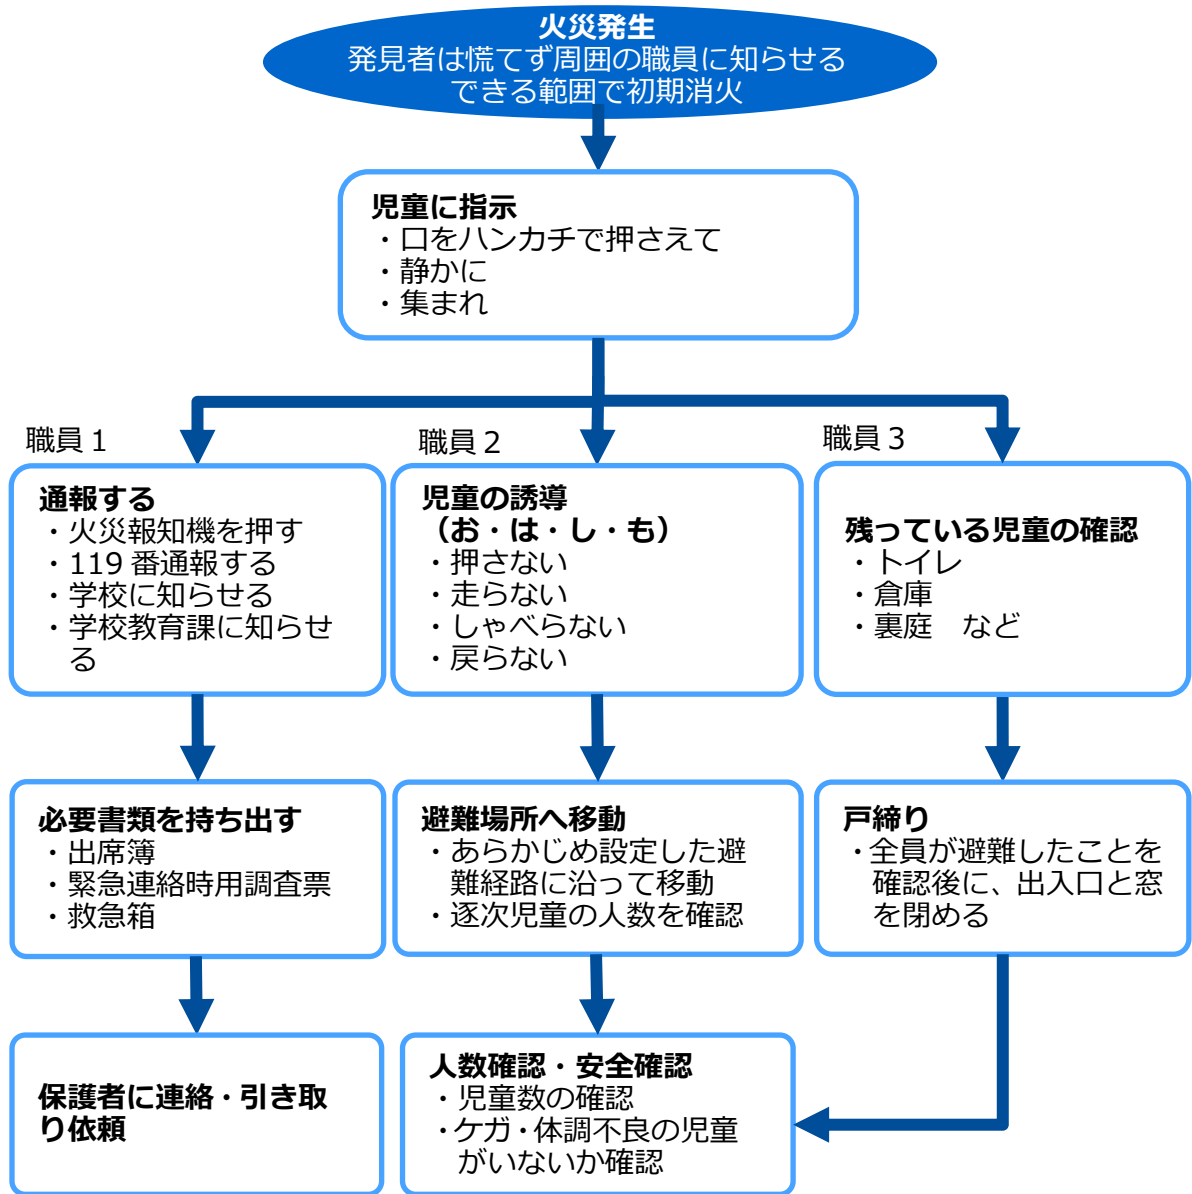 火災発生
発見者は慌てず周囲の職員に知らせる
できる範囲で初期消火
児童に指示
・口をハンカチで押さえて
・静かに
・集まれ
職員１
通報する
・火災報知機を押す
・119 番通報する
・学校に知らせる
・学校教育課に知らせ
る
職員２
児童の誘導
（お・は・し・も）
・押さない
・走らない
・しゃべらない
・戻らない
職員３
残っている児童の確認
・トイレ
・倉庫
・裏庭　など
必要書類を持ち出す
・出席簿
・緊急連絡時用調査票
・救急箱
避難場所へ移動
・あらかじめ設定した避
難経路に沿って移動
・逐次児童の人数を確認
戸締り
・全員が避難したことを
確認後に、出入口と窓
を閉める
保護者に連絡・引き取
り依頼
人数確認・安全確認
・児童数の確認
・ケガ・体調不良の児童
がいないか確認